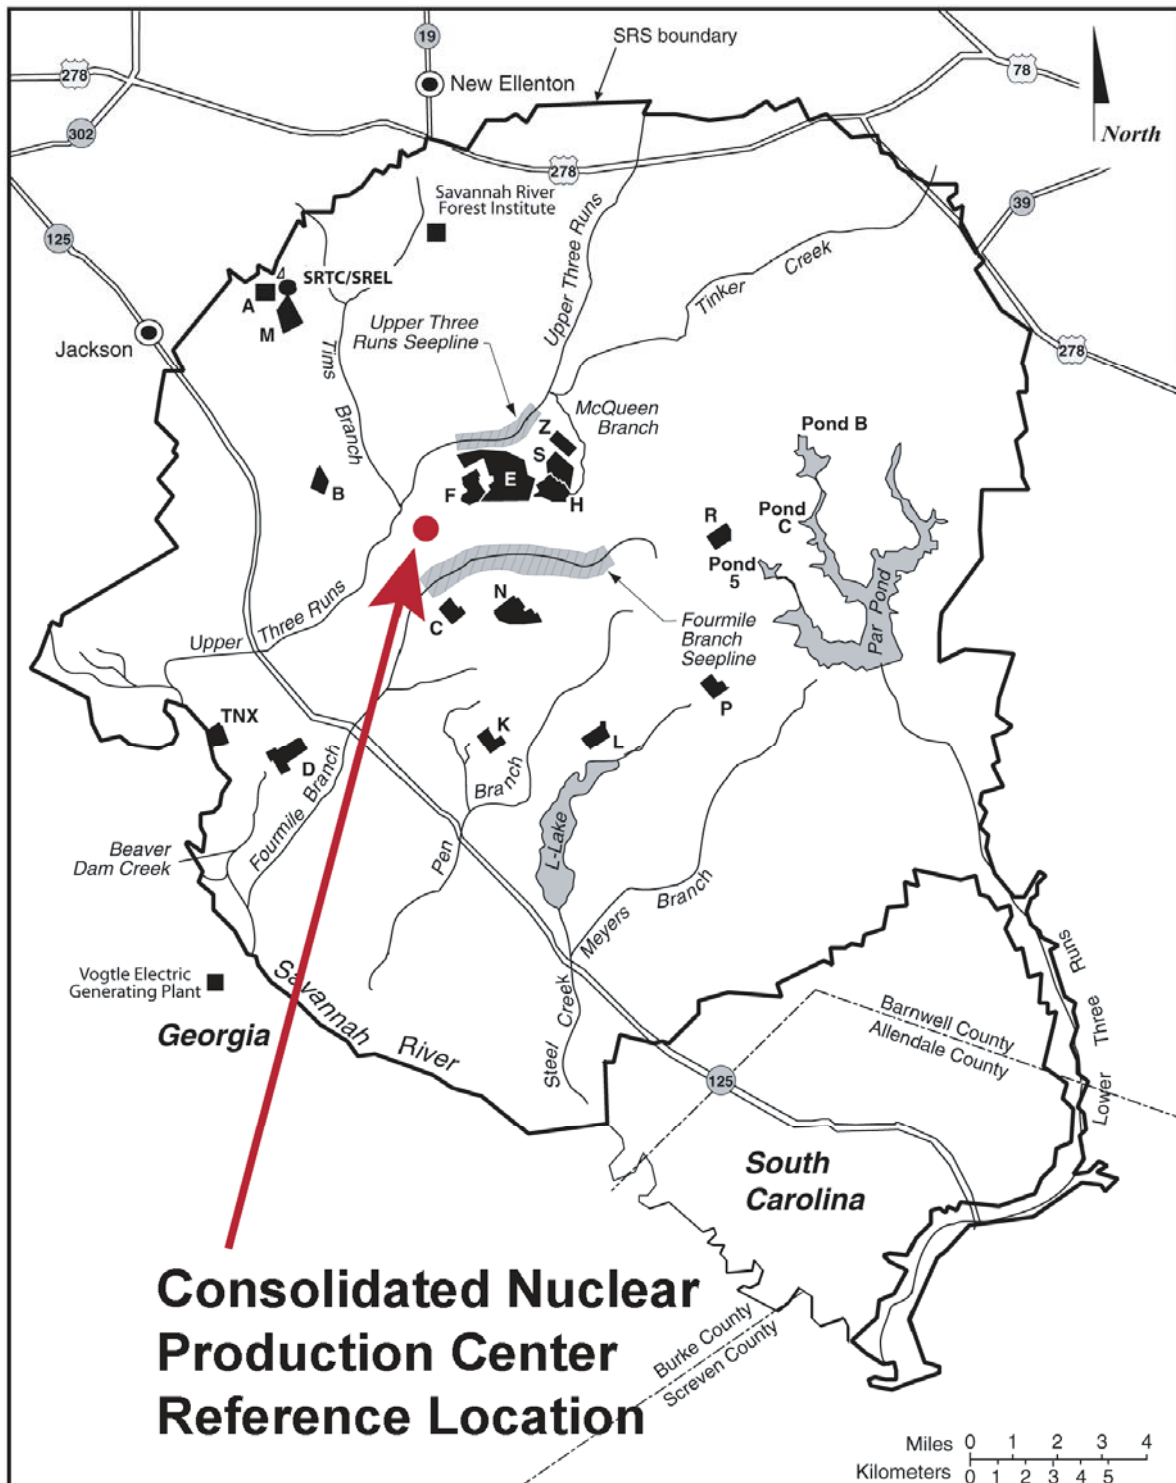 19
SRS boundary
278
New Ellenton
78
302
North
278
Savannah River
Forest Institute
39
125
Upper Three Runs
Tinker Creek
SRTC/SREL
A
M
Upper Three
Runs Seepline
Jackson
278
Tims Branch
McQueen
Branch
Z
Pond B
S
E
B
F
H
Pond
C
R
Pond
5
Par Pond
N
C
Upper Three Runs
Fourmile
Branch
Seepline
P
TNX
K
L
D
Pen Branch
Fourmile Branch
L-Lake
Beaver
Dam Creek
Meyers Branch
Vogtle Electric
Generating Plant
Savannah River
Georgia
Steel Creek
Lower Three Runs
Barnwell County
Allendale County
125
South
Carolina
Consolidated Nuclear
Production Center
Reference Location
Burke County
Screven County
Miles 0 1 2 3 4
Kilometers 0 1 2 3 4 5